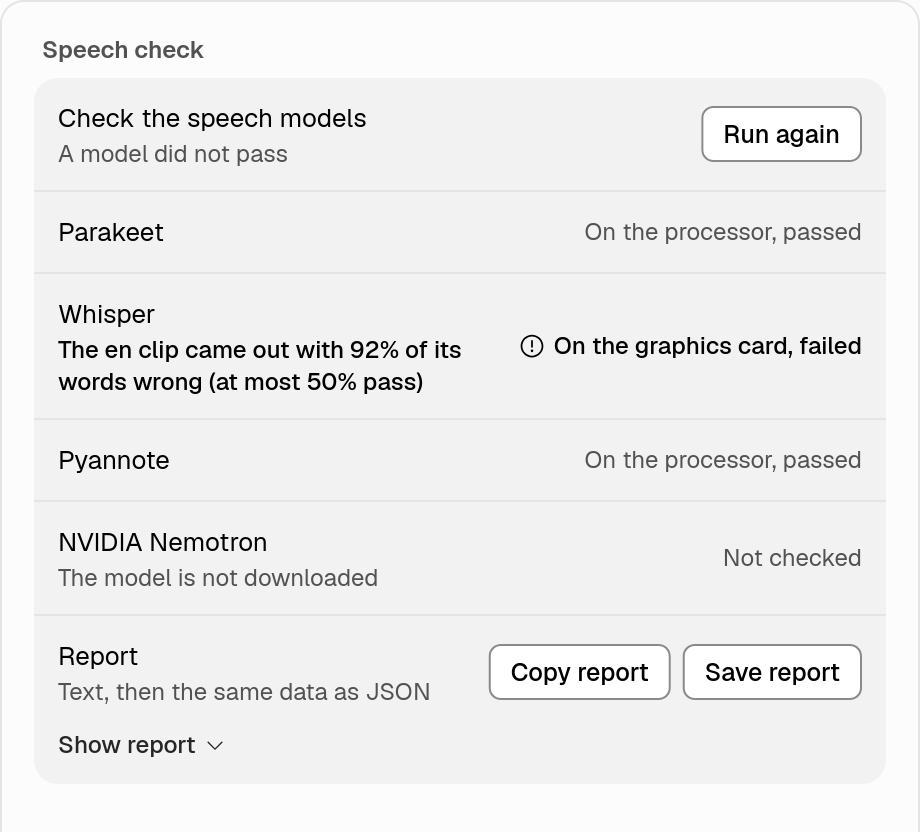 Speech check
Check the speech models
A model did not pass
Run again
Parakeet
On the processor, passed
Whisper
The en clip came out with 92% of its
words wrong (at most 50% pass)
On the graphics card, failed
Pyannote
On the processor, passed
NVIDIA Nemotron
The model is not downloaded
Not checked
Report
Text, then the same data as JSON
Copy report
Save report
Show report